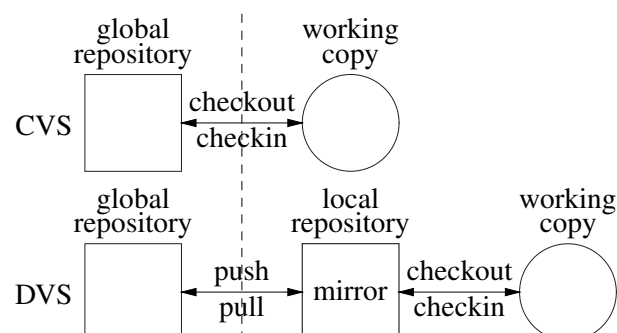 global
repository
working
copy
CVS
checkout
checkin
global
repository
local
repository
working
copy
DVS
push
pull
mirror
checkout
checkin